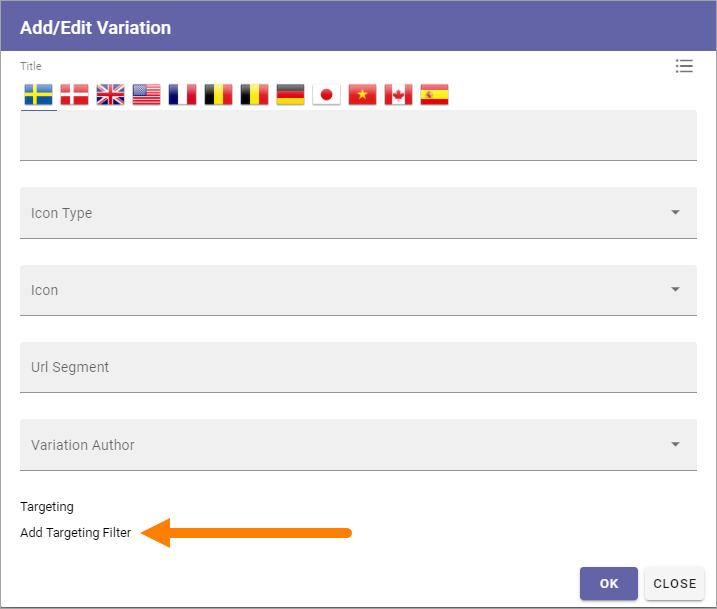 Add/Edit Variation
Title
Icon Type
Icon
Url Segment
Variation Author
Targeting
Add Targeting Filter
OK
CLOSE